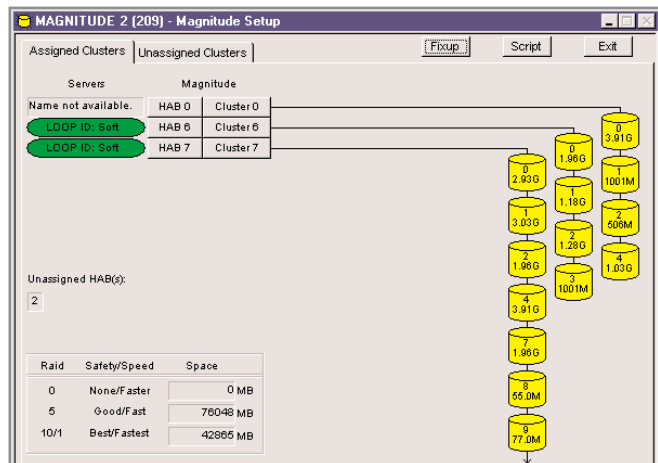 MAGNITUDE 2 (209) - Magnitude Setup
Assigned Clusters Unassigned Clusters Fixup Script Exit
Servers Magnitude
Name not available. HAB 0 Cluster 0
LOOP ID: Soft HAB 6 Cluster 6
LOOP ID: Soft HAB 7 Cluster 7
0
3.91G
1
1001M
2
506M
4
1.03G
0
1.96G
1
1.18G
2
1.28G
3
1001M
0
2.93G
1
3.03G
2
1.96G
4
3.91G
7
1.96G
8
55.0M
9
77.0M
Unassigned HAB(s):
2
Raid Safety/Speed Space
0 None/Faster 0 MB
5 Good/Fast 76048 MB
10/1 Best/Fastest 42865 MB